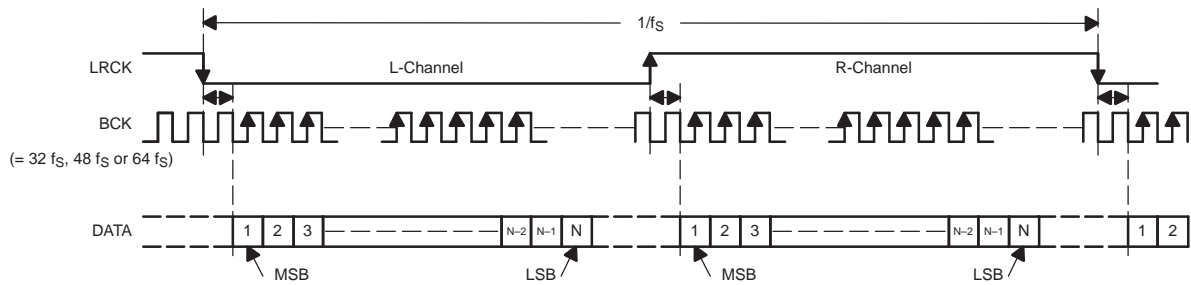 1/fS
LRCK
L-Channel
R-Channel
BCK
(= 32 fS, 48 fS or 64 fS)
DATA
1 2 3 N–2 N–1 N 1 2 3 N–2 N–1 N 1 2
MSB LSB MSB LSB